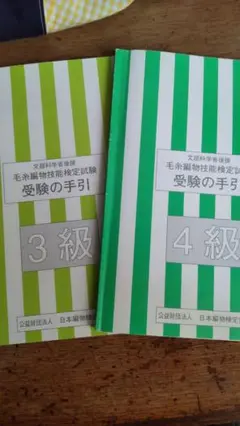 文部科学省後援
毛糸編物技能検定試験
受験の手引
3級
公益財団法人 日本編物検
文部科学省後援
毛糸編物技能検定試験
受験の手引
4級
公益財団法人 日本編物検定